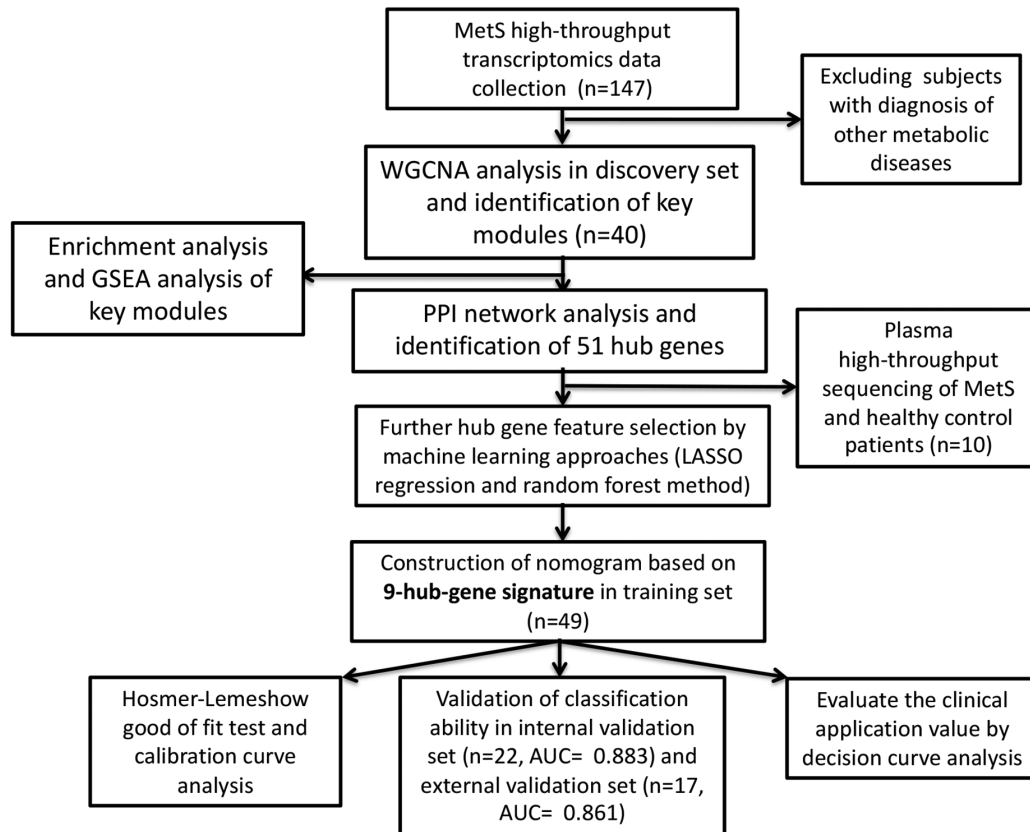 MetS high-throughput
transcriptomics data
collection (n=147)
Excluding subjects
with diagnosis of
other metabolic
diseases
WGCNA analysis in discovery set
and identification of key
modules (n=40)
Enrichment analysis
and GSEA analysis of
key modules
PPI network analysis and
identification of 51 hub genes
Plasma
high-throughput
sequencing of MetS
and healthy control
patients (n=10)
Further hub gene feature selection by
machine learning approaches (LASSO
regression and random forest method)
Construction of nomogram based on
9-hub-gene signature in training set
(n=49)
Hosmer-Lemeshow
good of fit test and
calibration curve
analysis
Validation of classification
ability in internal validation
set (n=22, AUC= 0.883) and
external validation set (n=17,
AUC= 0.861)
Evaluate the clinical
application value by
decision curve analysis